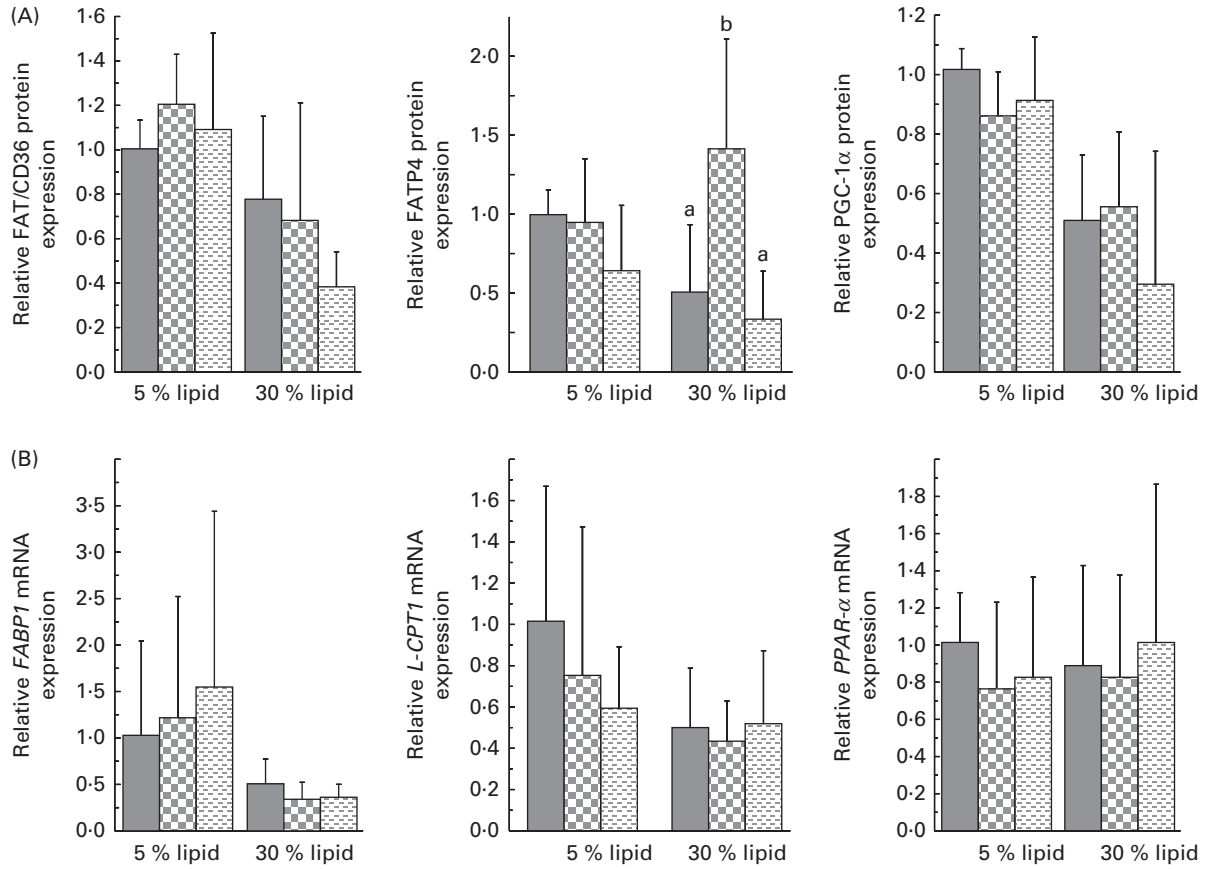 (A)
Relative FAT/CD36 protein
expression
1·6
1·4
1·2
1·0
0·8
0·6
0·4
0·2
0·0
5 % lipid
30 % lipid
Relative FATP4 protein
expression
2·0
1·5
1·0
0·5
0·0
a
b
a
5 % lipid
30 % lipid
Relative PGC-1α protein
expression
1·2
1·0
0·8
0·6
0·4
0·2
0·0
5 % lipid
30 % lipid
(B)
Relative FABP1 mRNA
expression
3·5
3·0
2·5
2·0
1·5
1·0
0·5
0·0
5 % lipid
30 % lipid
Relative L-CPT1 mRNA
expression
1·6
1·4
1·2
1·0
0·8
0·6
0·4
0·2
0·0
5 % lipid
30 % lipid
Relative PPAR-α mRNA
expression
1·8
1·6
1·4
1·2
1·0
0·8
0·6
0·4
0·2
0·0
5 % lipid
30 % lipid